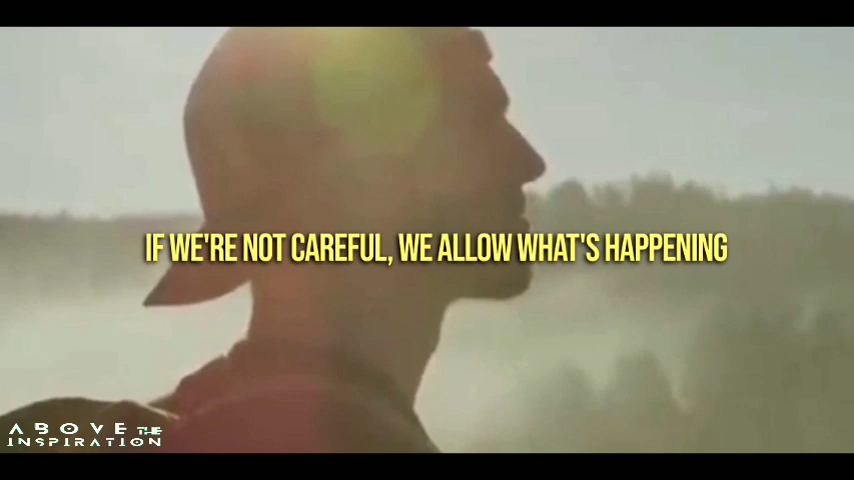 IF WE'RE NOT CAREFUL, WE ALLOW WHAT'S HAPPENING
ABOVE THE
INSPIRATION